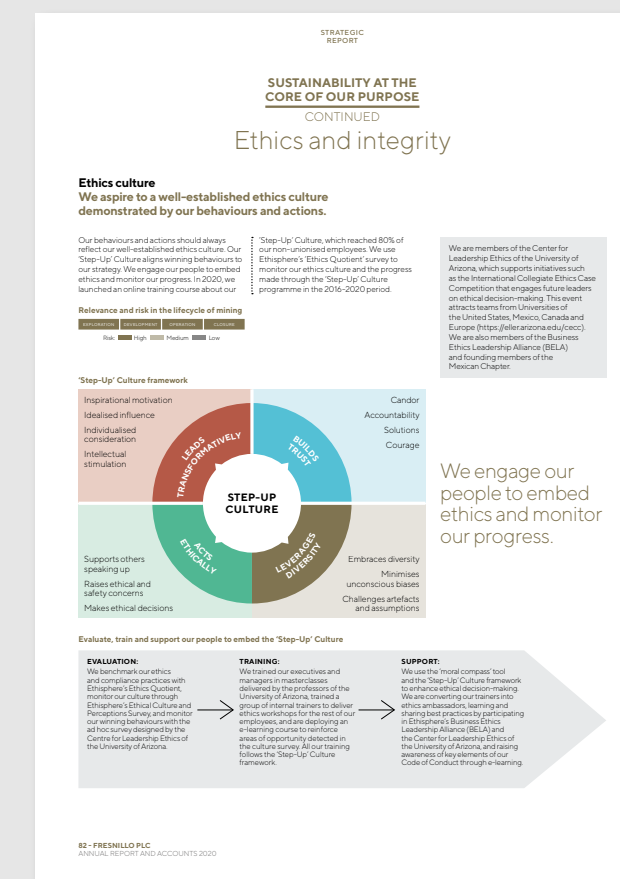 STRATEGIC
REPORT
SUSTAINABILITY AT THE
CORE OF OUR PURPOSE
CONTINUED
Ethics and integrity
Ethics culture
We aspire to a well-established ethics culture
demonstrated by our behaviours and actions.
Our behaviours and actions should always
reflect our well-established ethics culture. Our
‘Step-Up’ Culture aligns winning behaviours to
our strategy. We engage our people to embed
ethics and monitor our progress. In 2020, we
launched an online training course about our
‘Step-Up’ Culture, which reached 80% of
our non-unionised employees. We use
Ethisphere’s ‘Ethics Quotient’ survey to
monitor our ethics culture and the progress
made through the ‘Step-Up’ Culture
programme in the 2016-2020 period.
We are members of the Center for
Leadership Ethics of the University of
Arizona, which supports initiatives such
as the International Collegiate Ethics Case
Competition that engages future leaders
on ethical decision-making. This event
attracts teams from Universities of
the United States, Mexico, Canada and
Europe (https://eller.arizona.edu/cecc).
We are also members of the Business
Ethics Leadership Alliance (BELA)
and founding members of the
Mexican Chapter.
Relevance and risk in the lifecycle of mining
EXPLORATION DEVELOPMENT OPERATION CLOSURE
Risk: High Medium Low
‘Step-Up’ Culture framework
Inspirational motivation
Idealised influence
Individualised
consideration
Intellectual
stimulation
LEADS
TRANSFORMATIVELY
BUILDS
TRUST
Candor
Accountability
Solutions
Courage
STEP-UP
CULTURE
Supports others
speaking up
Raises ethical and
safety concerns
Makes ethical decisions
ACTS
ETHICALLY
LEVERAGES
DIVERSITY
Embraces diversity
Minimises
unconscious biases
Challenges artefacts
and assumptions
We engage our
people to embed
ethics and monitor
our progress.
Evaluate, train and support our people to embed the ‘Step-Up’ Culture
EVALUATION:
We benchmark our ethics
and compliance practices with
Ethisphere’s Ethics Quotient,
monitor our culture through
Ethisphere’s Ethical Culture and
Perceptions Survey, and monitor
our winning behaviours with the
ad hoc survey designed by the
Centre for Leadership Ethics of
the University of Arizona.
TRAINING:
We trained our executives and
managers in masterclasses
delivered by the professors of the
University of Arizona, trained a
group of internal trainers to deliver
ethics workshops for the rest of our
employees, and are deploying an
e-learning course to reinforce
areas of opportunity detected in
the culture survey. All our training
follows the ‘Step-Up’ Culture
framework.
SUPPORT:
We use the ‘moral compass’ tool
and the ‘Step-Up’ Culture framework
to enhance ethical decision-making.
We are converting our trainers into
ethics ambassadors, learning and
sharing best practices by participating
in Ethisphere’s Business Ethics
Leadership Alliance (BELA) and
the Center for Leadership Ethics of
the University of Arizona, and raising
awareness of key elements of our
Code of Conduct through e-learning.
82 – FRESNILLO PLC
ANNUAL REPORT AND ACCOUNTS 2020